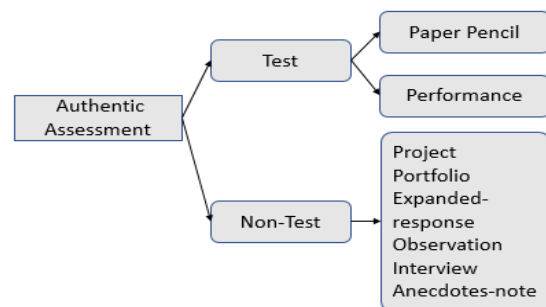 Authentic
Assessment
Test
Non-Test
Paper Pencil
Performance
Project
Portfolio
Expanded-
response
Observation
Interview
Anecdotes-note